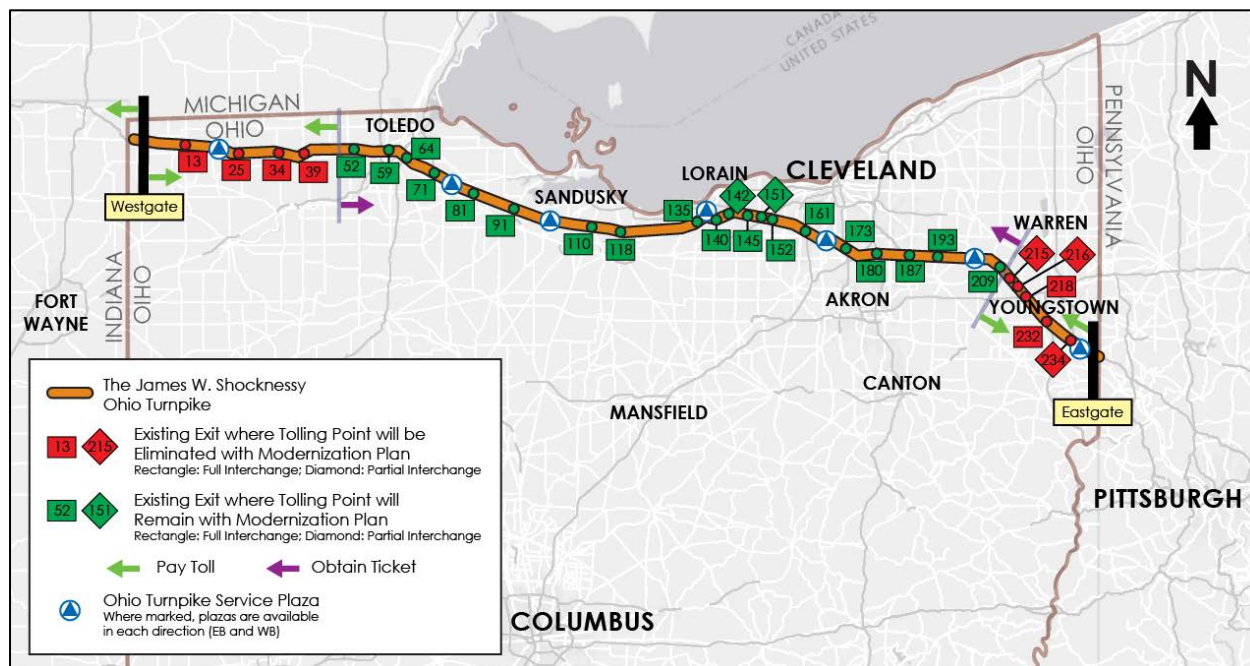 CANADA
UNITED STATES
N
MICHIGAN
OHIO
TOLEDO
64
13
25
34
39
52
59
71
81
91
Westgate
SANDUSKY
110
118
LORAIN
CLEVELAND
135
142
151
140
145
152
161
173
180
187
193
209
AKRON
WARREN
215
216
218
YOUNGSTOWN
232
234
Eastgate
PENNSYLVANIA
OIHO
INDIANA
OIHO
FORT
WAYNE
CANTON
MANSFIELD
PITTSBURGH
COLUMBUS
The James W. Shocknessy
Ohio Turnpike
13 215 Existing Exit where Tolling Point will be
Eliminated with Modernization Plan
Rectangle: Full Interchange; Diamond: Partial Interchange
52 151 Existing Exit where Tolling Point will
Remain with Modernization Plan
Rectangle: Full Interchange; Diamond: Partial Interchange
Pay Toll Obtain Ticket
Ohio Turnpike Service Plaza
Where marked, plazas are available
in each direction (EB and WB)